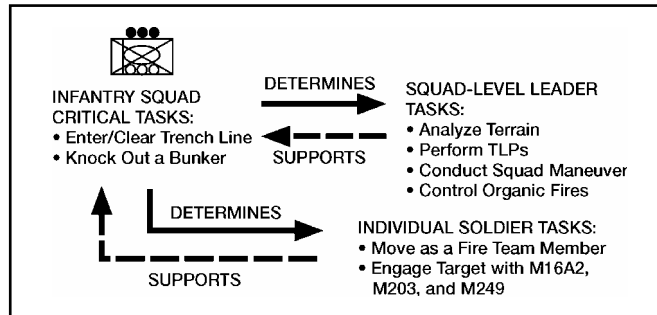 DETERMINES
INFANTRY SQUAD
CRITICAL TASKS:
• Enter/Clear Trench Line
• Knock Out a Bunker
SUPPORTS
SQUAD-LEVEL LEADER
TASKS:
• Analyze Terrain
• Perform TLPs
• Conduct Squad Maneuver
• Control Organic Fires
DETERMINES
SUPPORTS
INDIVIDUAL SOLDIER TASKS:
• Move as a Fire Team Member
• Engage Target with M16A2,
M203, and M249